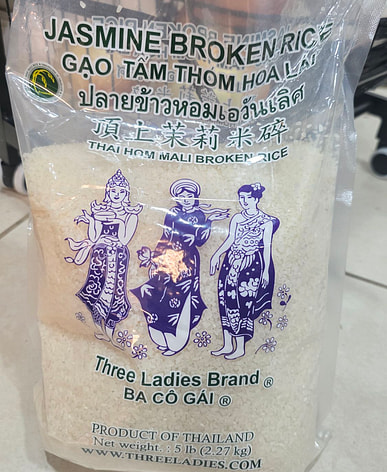 JASMINE BROKEN RICE
GẠO TẤM THƠM HOA LÀI
ปลายข้าวหอมเอวันเลิศ
頂上茉莉米碎
THAI HOM MALI BROKEN RICE
Three Ladies Brand ®
BA CÔ GÁI ®
PRODUCT OF THAILAND
Net weight : 5 lb (2.27 kg)
WWW.THREELADIES.COM